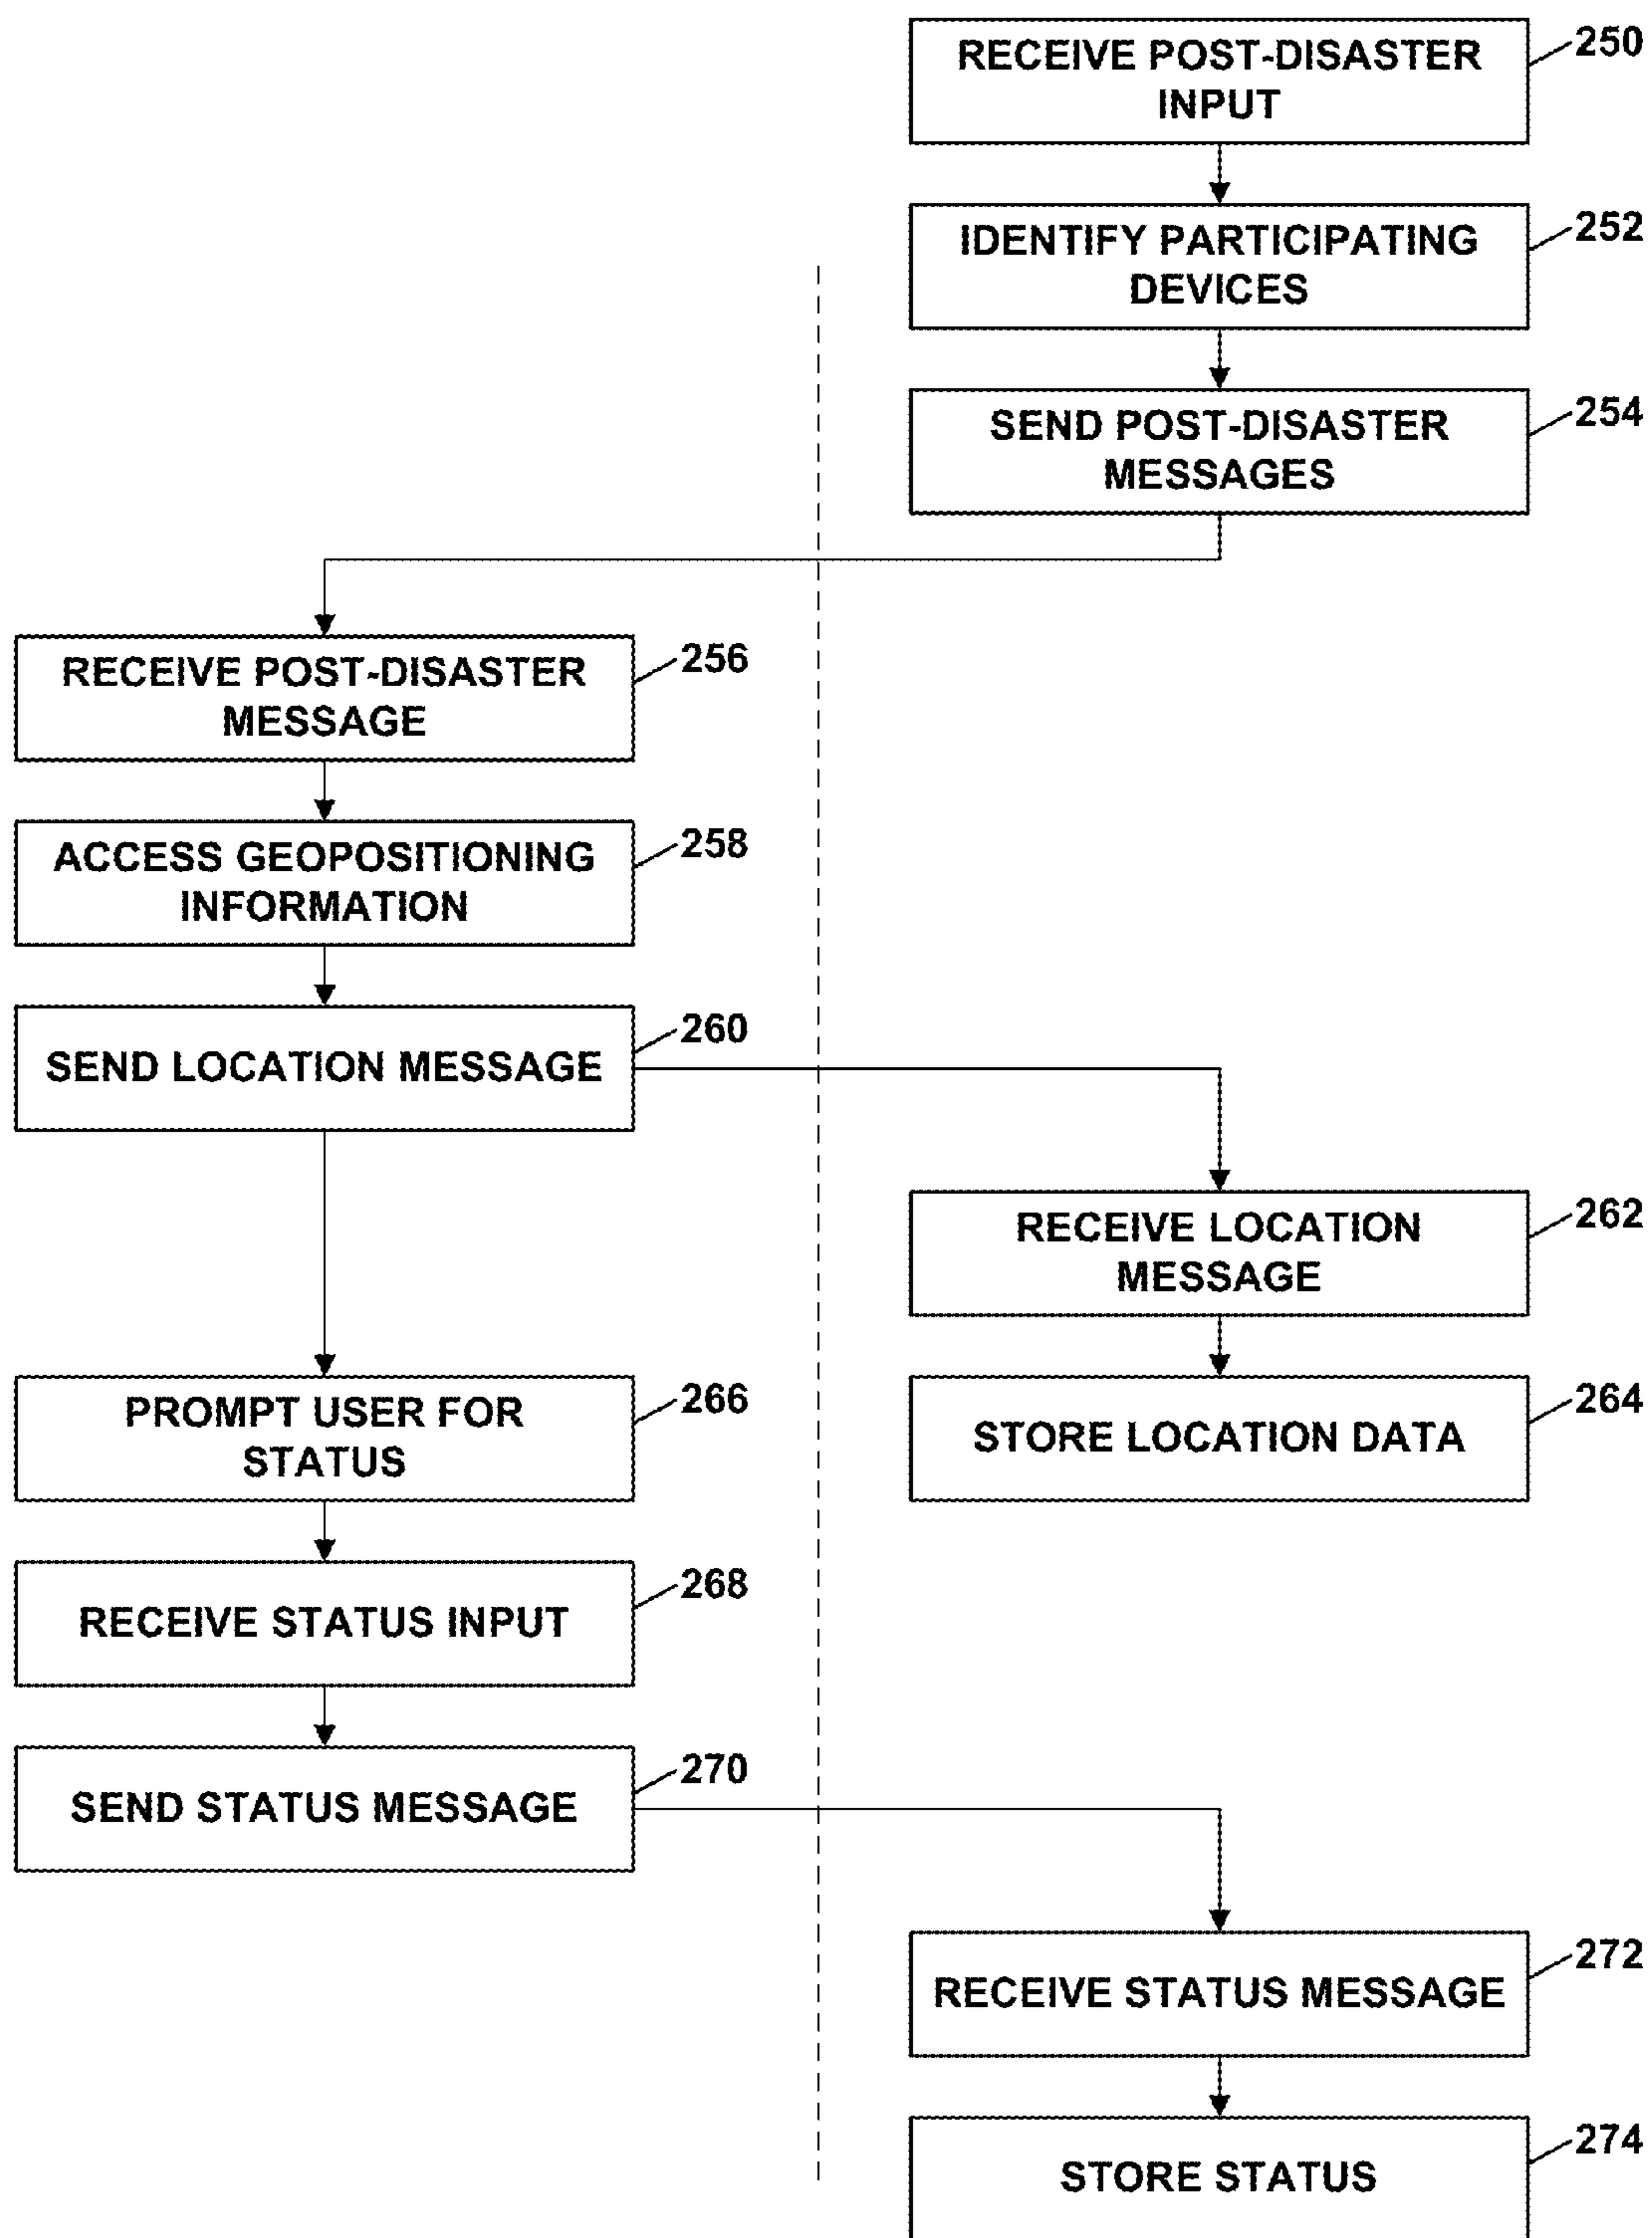 RECEIVE POST-DISASTER
INPUT
250
IDENTIFY PARTICIPATING
DEVICES
252
SEND POST-DISASTER
MESSAGES
254
RECEIVE POST-DISASTER
MESSAGE
256
ACCESS GEOPOSITIONING
INFORMATION
258
SEND LOCATION MESSAGE
260
RECEIVE LOCATION
MESSAGE
262
STORE LOCATION DATA
264
PROMPT USER FOR
STATUS
266
RECEIVE STATUS INPUT
268
SEND STATUS MESSAGE
270
RECEIVE STATUS MESSAGE
272
STORE STATUS
274